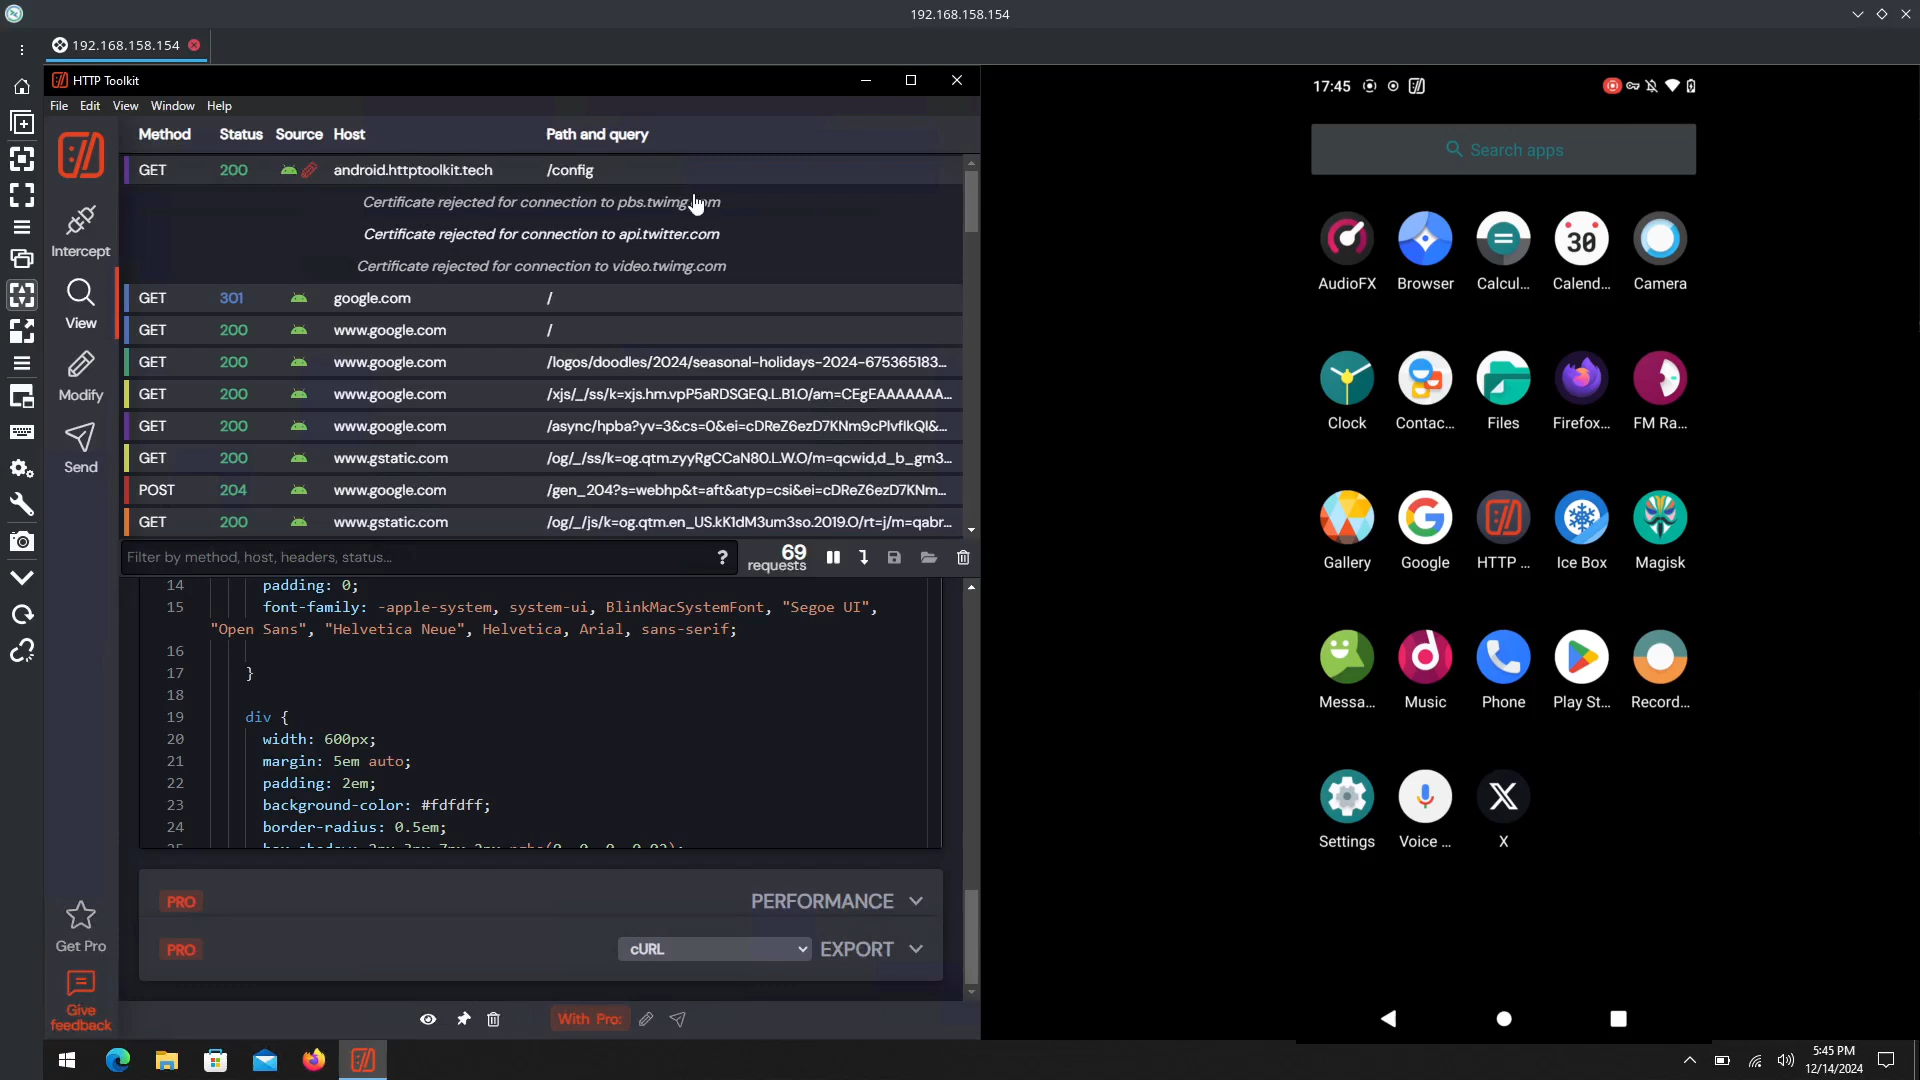 192.168.158.154
192.168.158.154
HTTP Toolkit
File Edit View Window Help
Method Status Source Host Path and query
GET 200 android.httptoolkit.tech /config
Certificate rejected for connection to pbs.twimg
Certificate rejected for connection to api.twitter.com
Certificate rejected for connection to video.twimg.com
GET 301 google.com /
GET 200 www.google.com /
GET 200 www.google.com /logos/doodles/2024/seasonal-holidays-2024-675365183...
GET 200 www.google.com /xjs/_/ss/k=xjs.hm.vpP5aRDSGEQ.L.B1.O/am=CEgEAAAAAAA...
GET 200 www.google.com
GET 200 www.gstatic.com /og/_/ss/k=og.qtm.zyyRgCCaN80.L.W.O/m=qcwid,d_b_gm3...
POST 204 www.google.com /gen_204?s=webhp&t=aft&atyp=csi&ei=cDReZ6ezD7KNm...
GET 200 www.gstatic.com /og/_/js/k=og.qtm.en_US.kK1dM3um3so.2019.O/rt=j/m=qabr...
Filter by method, host, headers, status... ? 69 requests
Intercept
View
Modify
Send
Get Pro
Give
feedback
14 padding: 0;
15 font-family: -apple-system, system-ui, BlinkMacSystemFont, "Segoe UI",
"Open Sans", "Helvetica Neue", Helvetica, Arial, sans-serif;
16
17 }
18
19 div {
20 width: 600px;
21 margin: 5em auto;
22 padding: 2em;
23 background-color: #fdfdff;
24 border-radius: 0.5em;
PRO PERFORMANCE
PRO cURL EXPORT
With Pro:
17:45
Search apps
AudioFX Browser Calcul... 30 Calend... Camera
Clock Contac... Files Firefox... FM Ra...
Gallery Google HTTP ... Ice Box Magisk
Messa... Music Phone Play St... Record...
Settings Voice ... X
5:45 PM
12/14/2024